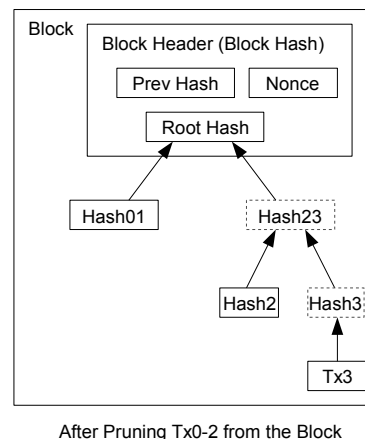 Block
Block Header (Block Hash)
Prev Hash
Nonce
Root Hash
Hash01
Hash23
Hash2
Hash3
Tx3
After Pruning Tx0-2 from the Block